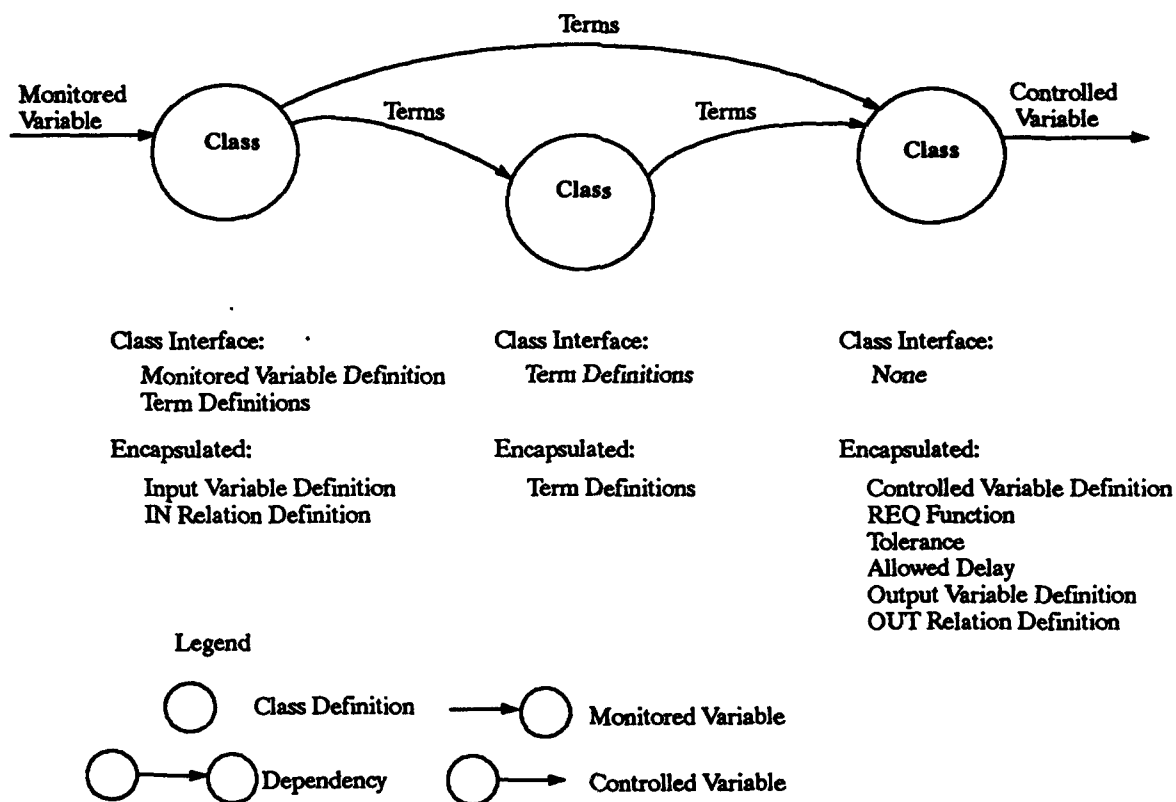 Terms
Monitored
Variable
Terms
Terms
Controlled
Variable
Class
Class
Class
Class Interface:
Monitored Variable Definition
Term Definitions
Encapsulated:
Input Variable Definition
IN Relation Definition
Class Interface:
Term Definitions
Encapsulated:
Term Definitions
Class Interface:
None
Encapsulated:
Controlled Variable Definition
REQ Function
Tolerance
Allowed Delay
Output Variable Definition
OUT Relation Definition
Legend
Class Definition
Monitored Variable
Dependency
Controlled Variable